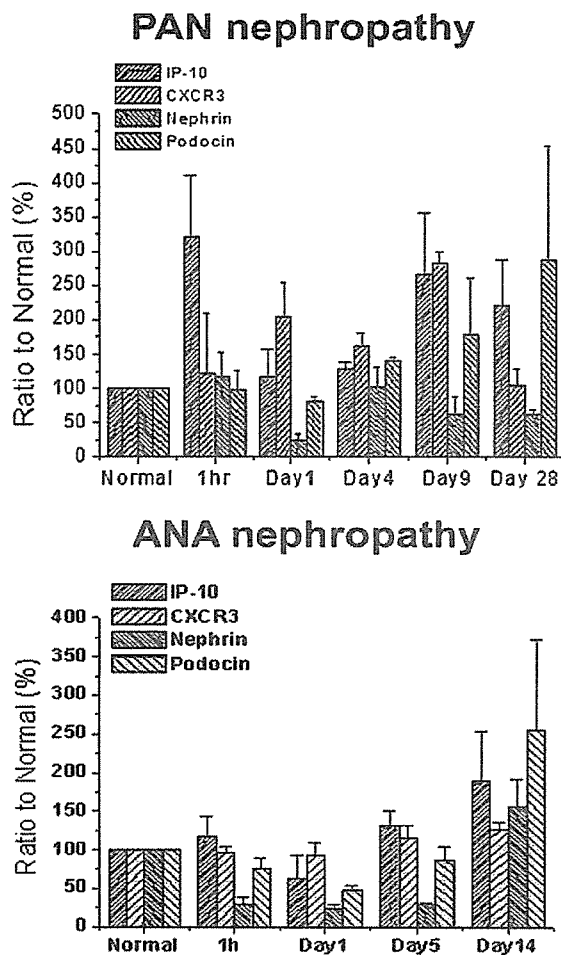 PAN nephropathy
IP-10
CXCR3
Nephrin
Podocin
500
450
400
350
300
250
200
150
100
50
0
Ratio to Normal (%)
Normal 1hr Day1 Day4 Day9 Day 28
ANA nephropathy
IP-10
CXCR3
Nephrin
Podocin
400
350
300
250
200
150
100
50
0
Ratio to Normal (%)
Normal 1h Day1 Day5 Day14